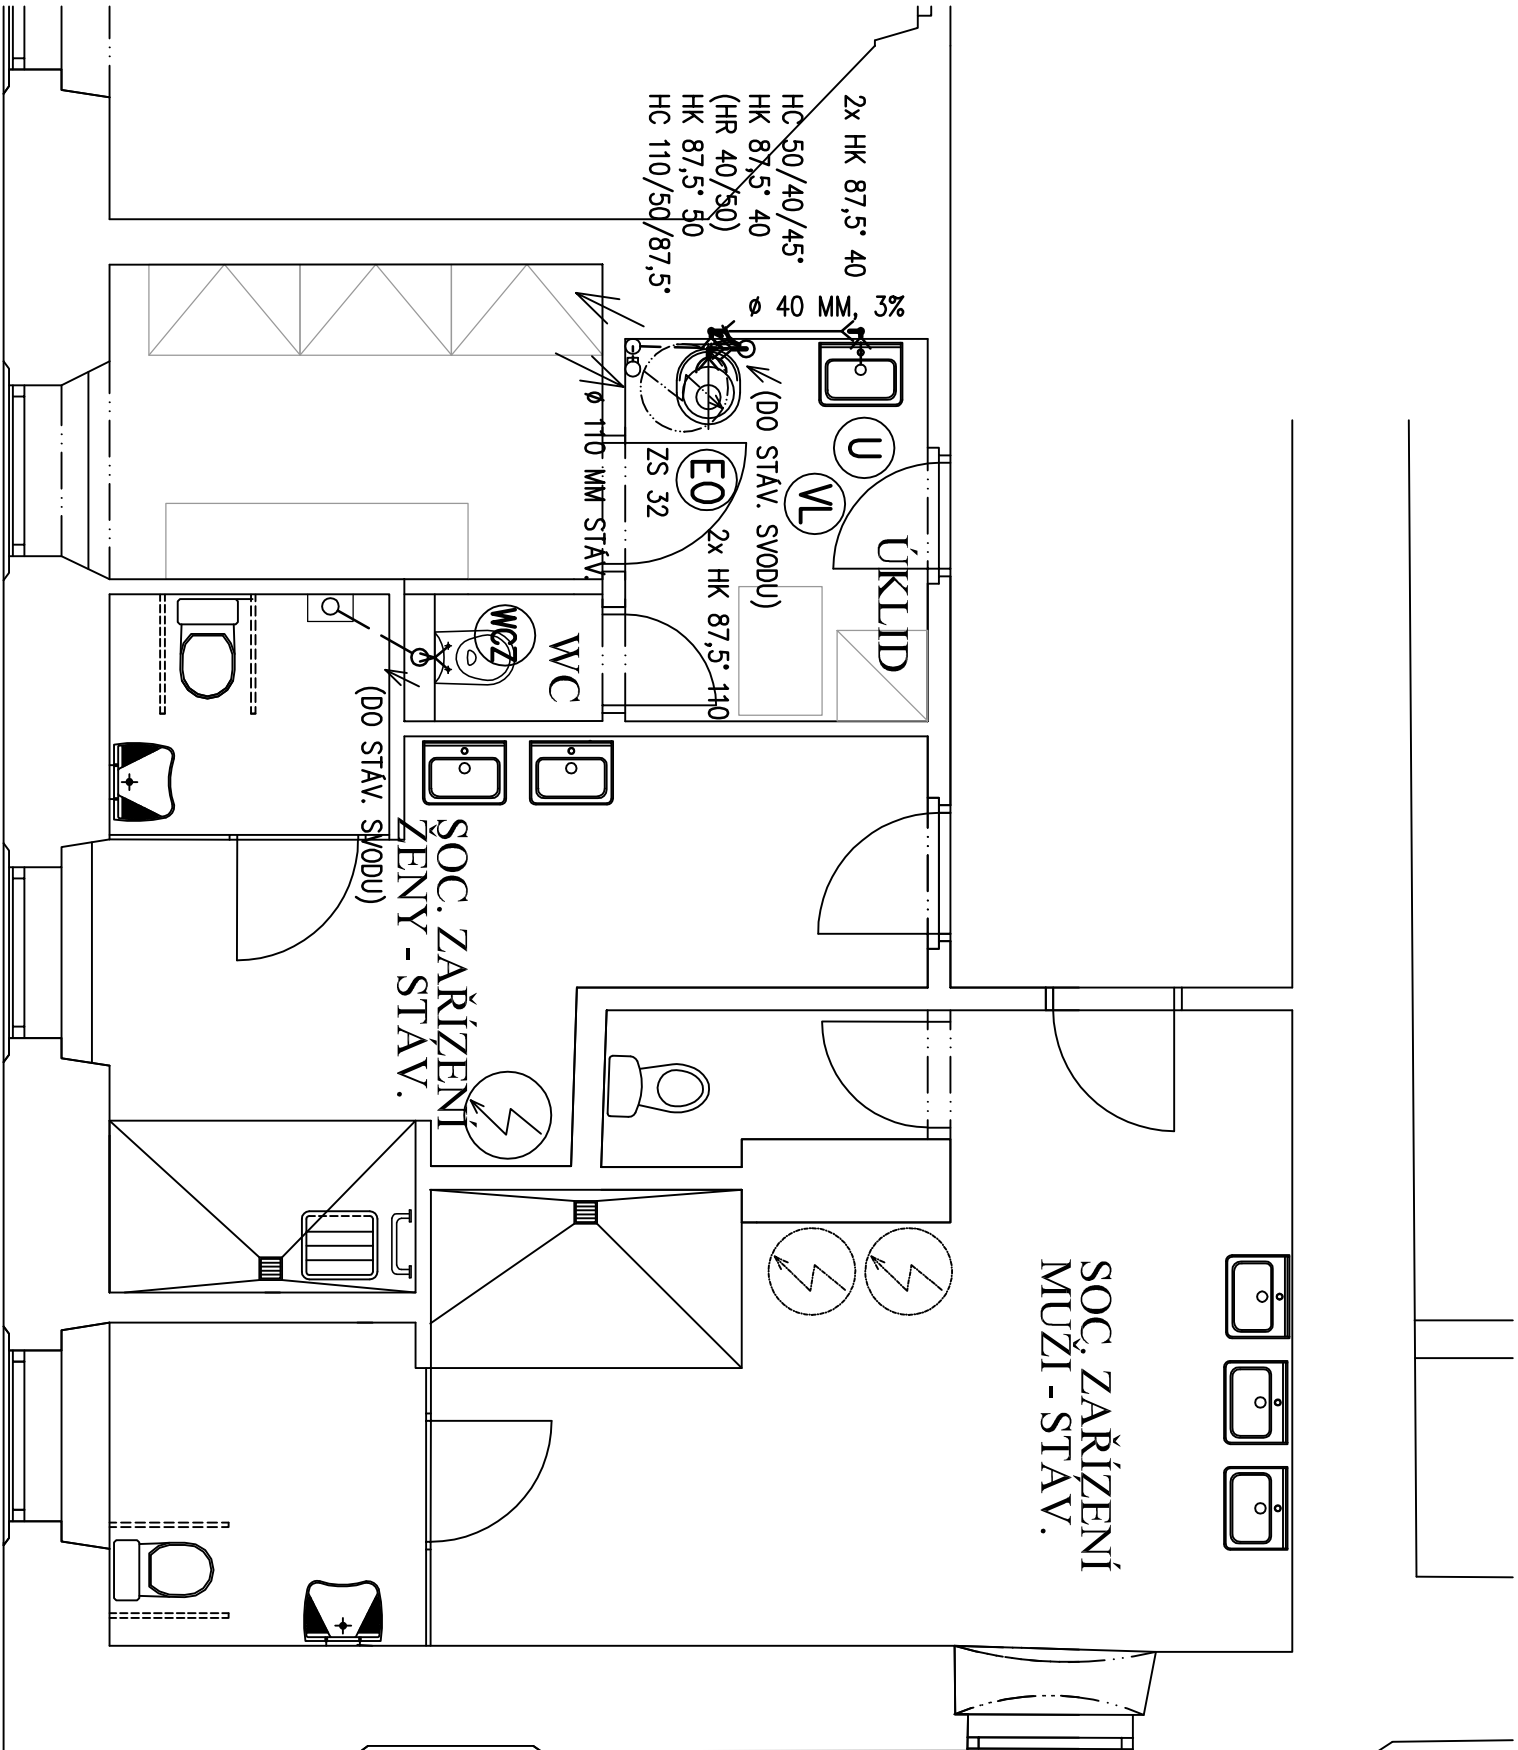 2x HK 87,5° 40
HC 50/40/45°
HK 87,5° 40
(HR 40/50)
HK 87,5° 50
HC 110/50/87,5°
ø 40 MM, 3%
(DO STÁV. SVODU)
ø 110 MM STÁV.
U
VL
EO
ZS 32
2x HK 87,5° 110
ÚKLID
WCZ
WC
(DO STÁV. SVODU)
SOC. ZAŘÍZENÍ
ŽENY - STÁV.
SOC. ZAŘÍZENÍ
MUŽI - STÁV.